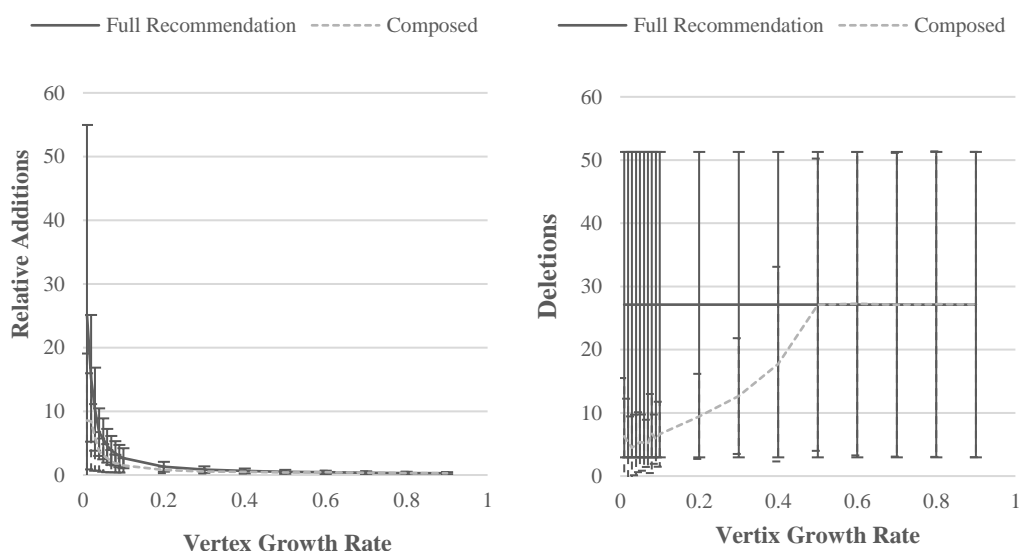 Full Recommendation Composed
Relative Additions
60
50
40
30
20
10
0
0 0.2 0.4 0.6 0.8 1
Vertex Growth Rate
Full Recommendation Composed
Deletions
60
50
40
30
20
10
0
0 0.2 0.4 0.6 0.8 1
Vertix Growth Rate